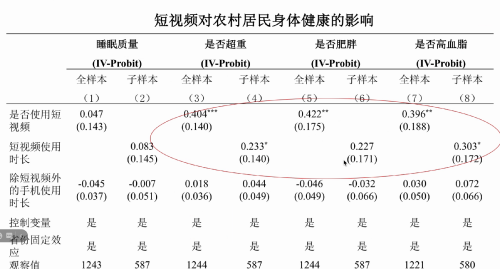 短视频对农村居民身体健康的影响
睡眠质量 是否超重 是否肥胖 是否高血脂
(IV-Probit) (IV-Probit) (IV-Probit) (IV-Probit)
全样本 子样本 全样本 子样本 全样本 子样本 全样本 子样本
（1） （2） （3） （4） （5） （6） （7） （8）
是否使用短视频 0.047 0.404*** 0.422** 0.396**
(0.143) (0.140) (0.175) (0.188)
短视频使用时长 0.083 0.233* 0.227 0.303*
(0.145) (0.140) (0.171) (0.172)
除短视频外的手机使用时长 -0.045 -0.007 0.018 0.044 -0.046 -0.032 0.030 0.072
(0.037) (0.051) (0.036) (0.049) (0.049) (0.066) (0.050) (0.066)
控制变量 是 是 是 是 是 是 是 是
省份固定效应 是 是 是 是 是 是 是 是
观察值 1243 587 1244 587 1244 587 1221 580